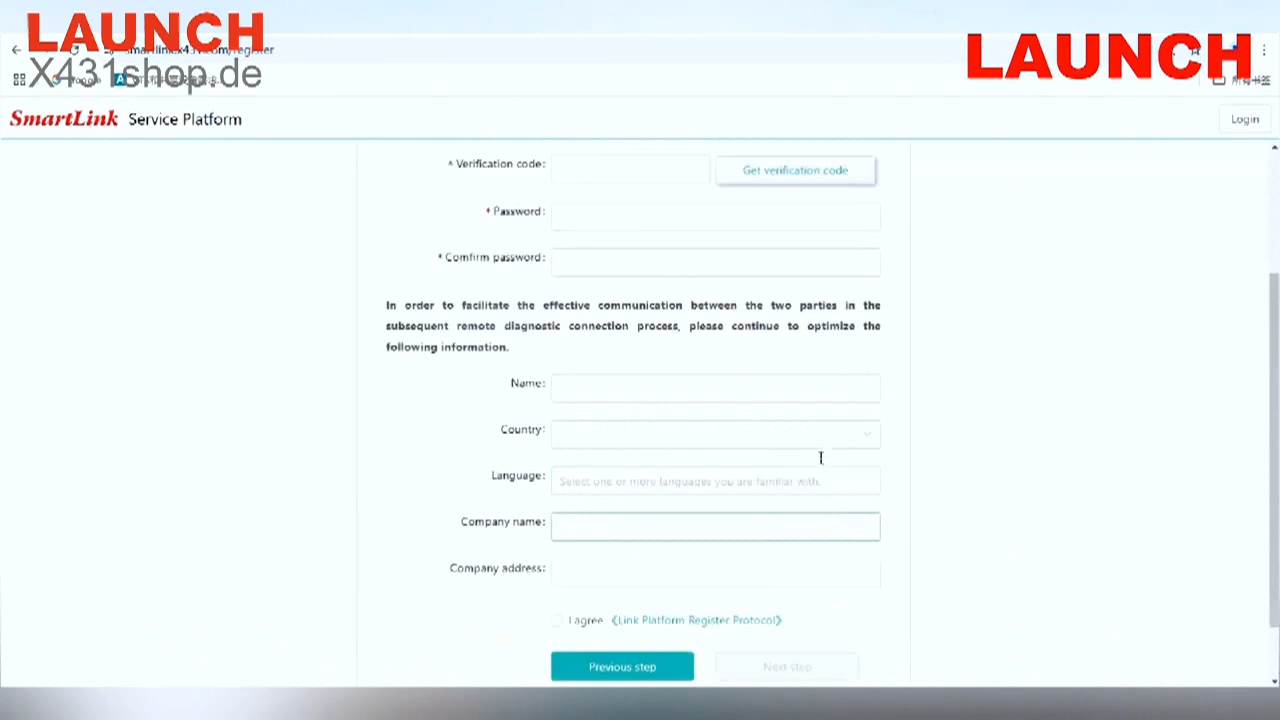 LAUNCH
LAUNCH
X431shop.de
SmartLink Service Platform
Login
* Verification code:
Get verification code
* Password:
* Comfirm password:
In order to facilitate the effective communication between the two parties in the
subsequent remote diagnostic connection process, please continue to optimize the
following information.
Name:
Country:
Language:
Select one or more languages you are familiar with.
Company name:
Company address:
I agree 《Link Platform Register Protocol》
Previous step
Next step